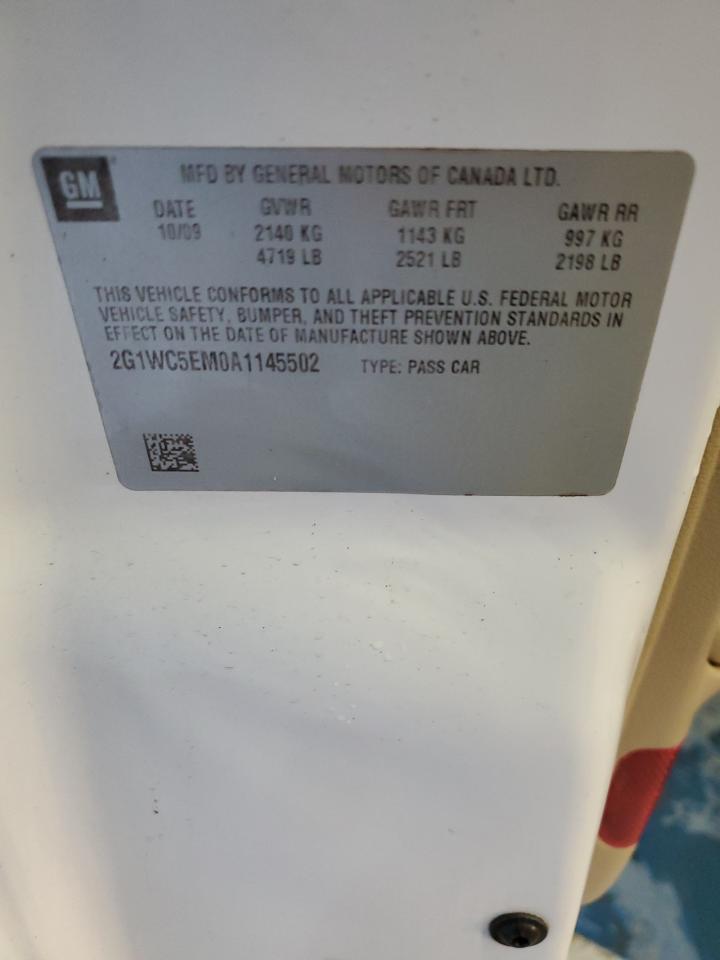 GM
MFD BY GENERAL MOTORS OF CANADA LTD.
DATE GVWR GAWR FRT GAWR RR
10/09 2140 KG 1143 KG 997 KG
4719 LB 2521 LB 2198 LB
THIS VEHICLE CONFORMS TO ALL APPLICABLE U.S. FEDERAL MOTOR
VEHICLE SAFETY, BUMPER, AND THEFT PREVENTION STANDARDS IN
EFFECT ON THE DATE OF MANUFACTURE SHOWN ABOVE.
2G1WC5EM0A1145502 TYPE: PASS CAR